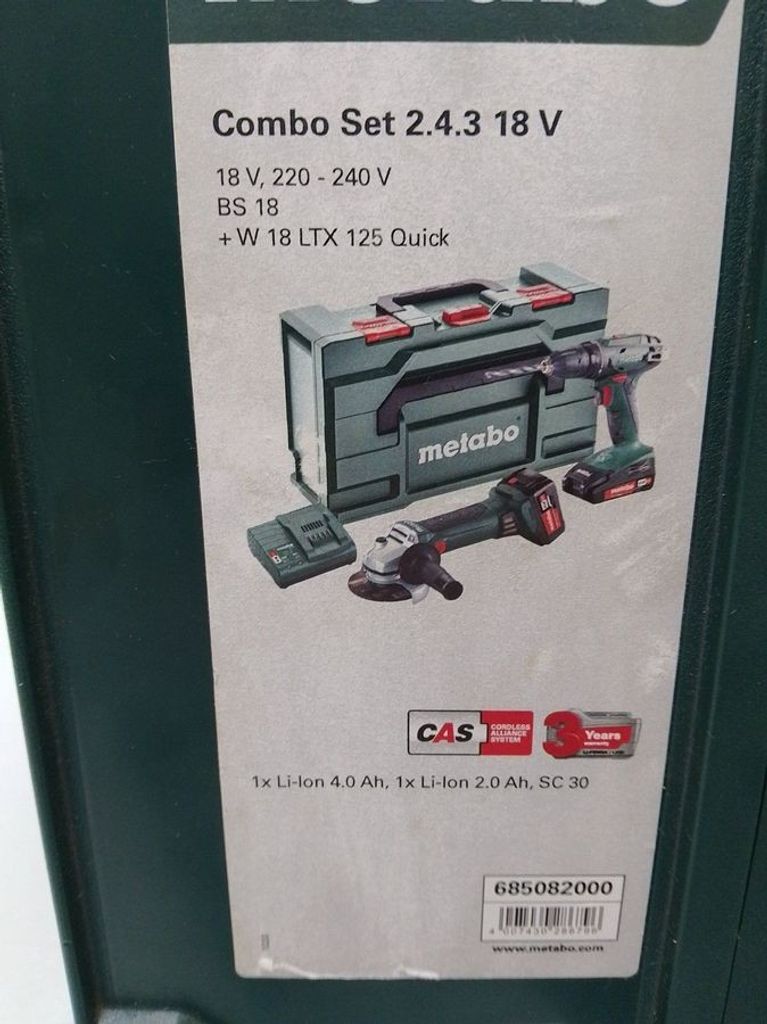 Combo Set 2.4.3 18 V
18 V, 220 - 240 V
BS 18
+ W 18 LTX 125 Quick
metabo
CAS
CORDLESS
ALLIANCE
SYSTEM
3 Years
warranty
1x Li-Ion 4.0 Ah, 1x Li-Ion 2.0 Ah, SC 30
685082000
www.metabo.com